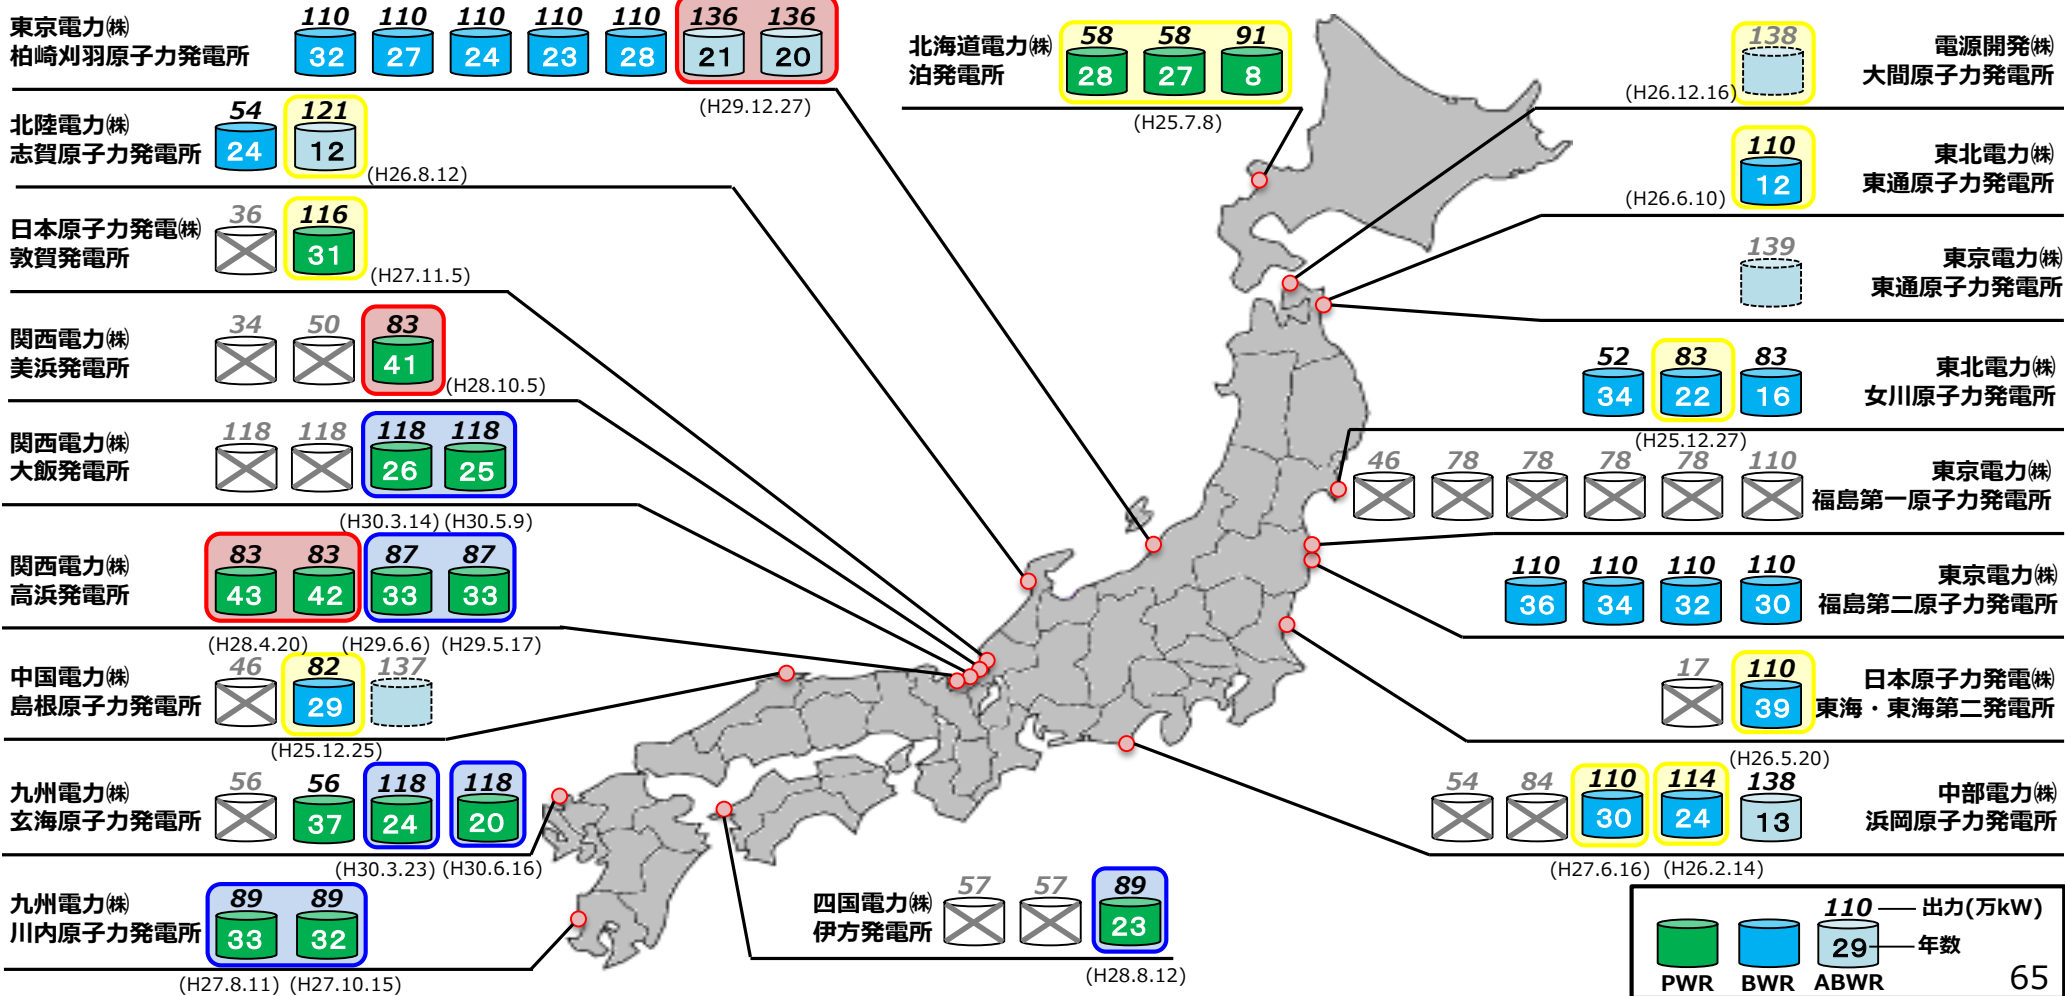 東京電力㈱
柏崎刈羽原子力発電所
110 110 110 110 110 136 136
32 27 24 23 28 21 20
(H29.12.27)
北陸電力㈱
志賀原子力発電所
54 121
24 12
(H26.8.12)
日本原子力発電㈱
敦賀発電所
36 116
31
(H27.11.5)
関西電力㈱
美浜発電所
34 50 83
41
(H28.10.5)
関西電力㈱
大飯発電所
118 118 118 118
26 25
(H30.3.14) (H30.5.9)
関西電力㈱
高浜発電所
83 83 87 87
43 42 33 33
(H28.4.20) (H29.6.6) (H29.5.17)
中国電力㈱
島根原子力発電所
46 82 137
29
(H25.12.25)
九州電力㈱
玄海原子力発電所
56 56 118 118
37 24 20
(H30.3.23) (H30.6.16)
九州電力㈱
川内原子力発電所
89 89
33 32
(H27.8.11) (H27.10.15)
北海道電力㈱
泊発電所
58 58 91
28 27 8
(H25.7.8)
四国電力㈱
伊方発電所
57 57 89
23
(H28.8.12)
138
電源開発㈱
大間原子力発電所
(H26.12.16)
110
12
東北電力㈱
東通原子力発電所
(H26.6.10)
139
東京電力㈱
東通原子力発電所
52 83 83
34 22 16
東北電力㈱
女川原子力発電所
(H25.12.27)
46 78 78 78 78 110
東京電力㈱
福島第一原子力発電所
110 110 110 110
36 34 32 30
東京電力㈱
福島第二原子力発電所
17 110
39
日本原子力発電㈱
東海・東海第二発電所
(H26.5.20)
54 84 110 114 138
30 24 13
中部電力㈱
浜岡原子力発電所
(H27.6.16) (H26.2.14)
110 出力(万kW)
29 年数
PWR BWR ABWR
65